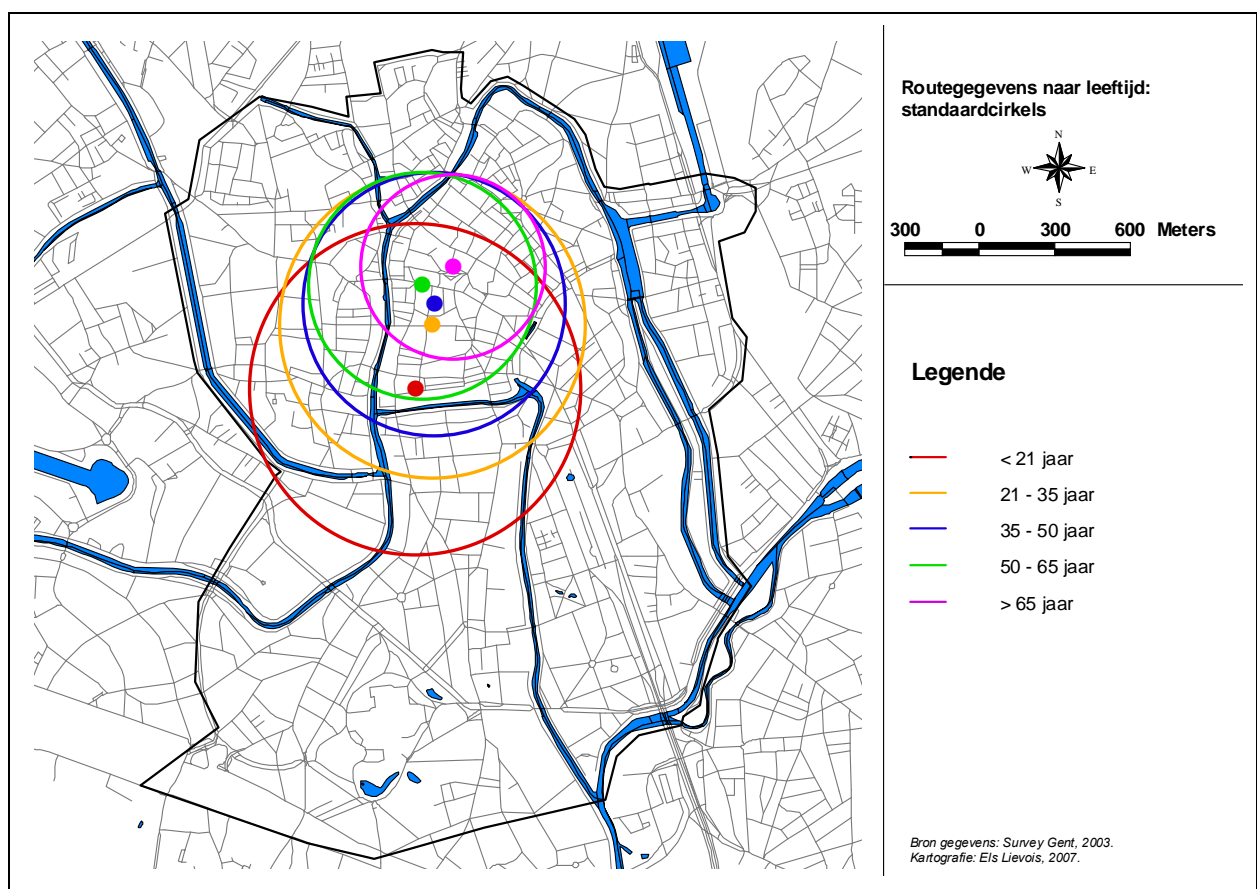 Routegegevens naar leeftijd:
standaardcirkels
N
W E
S
300 0 300 600 Meters
Legende
< 21 jaar
21 - 35 jaar
35 - 50 jaar
50 - 65 jaar
> 65 jaar
Bron gegevens: Survey Gent, 2003.
Kartografie: Els Lievois, 2007.